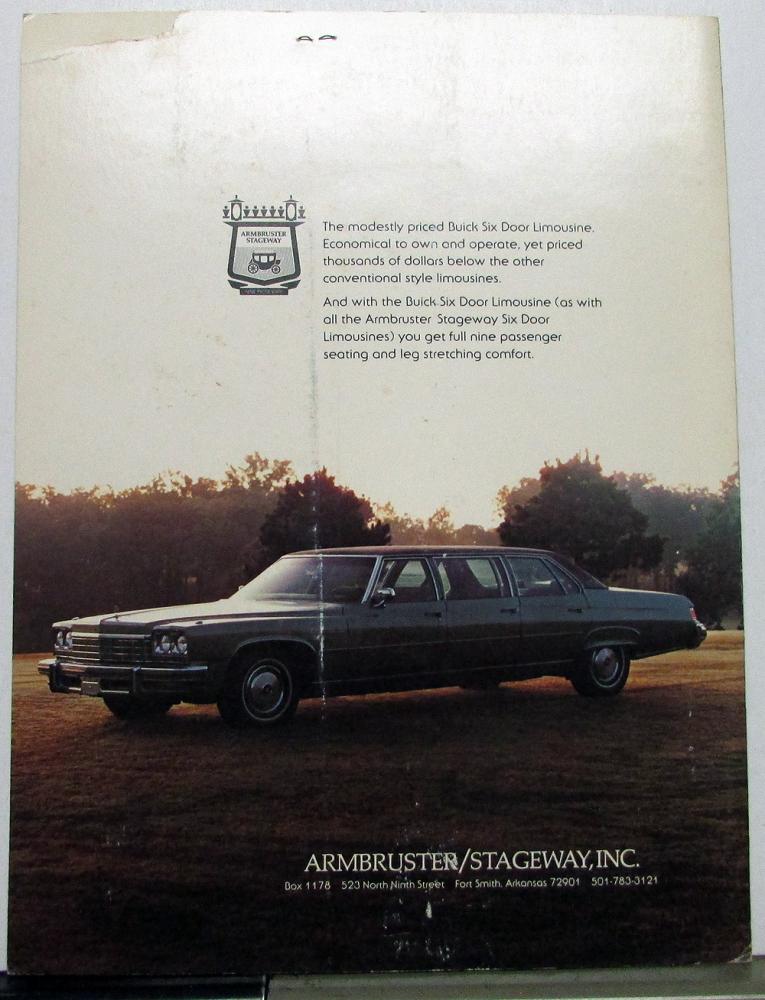 ARMBRUSTER
STAGEWAY
The modestly priced Buick Six Door Limousine.
Economical to own and operate, yet priced
thousands of dollars below the other
conventional style limousines.
And with the Buick Six Door Limousine (as with
all the Armbruster Stageway Six Door
Limousines) you get full nine passenger
seating and leg stretching comfort.
ARMBRUSTER/STAGEWAY, INC.
Box 1178 523 North Ninth Street Fort Smith, Arkansas 72901 501-783-3121